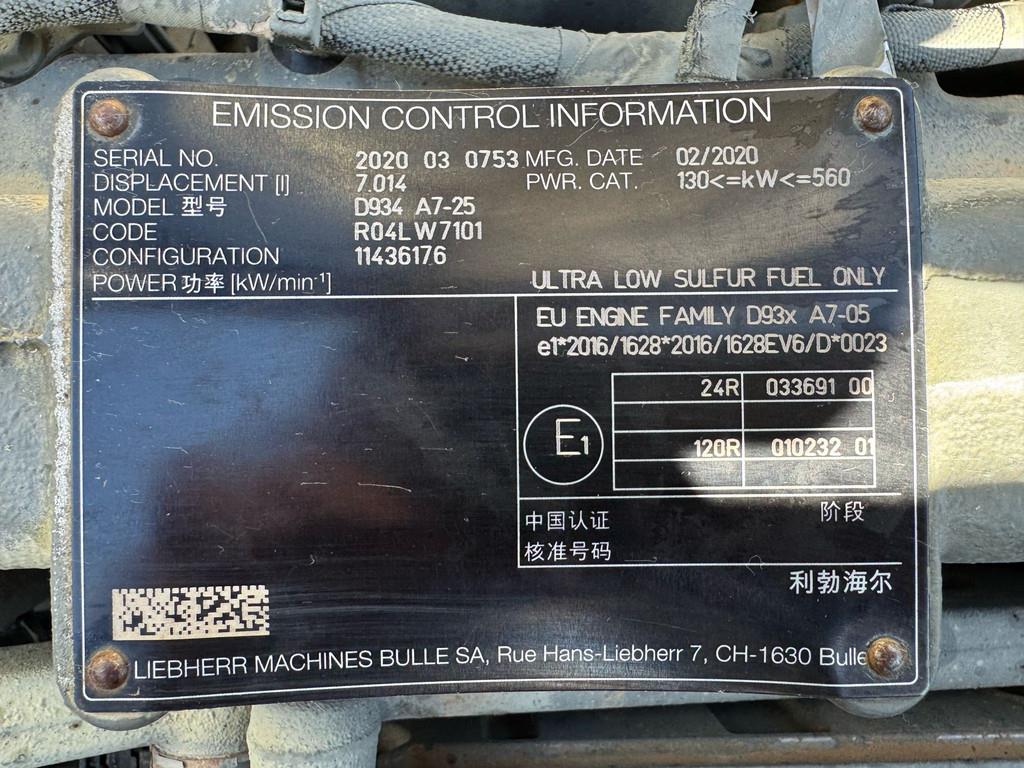 EMISSION CONTROL INFORMATION
SERIAL NO. 2020 03 0753 MFG. DATE 02/2020
DISPLACEMENT [l] 7.014 PWR. CAT. 130<=kW<=560
MODEL 型号 D934 A7-25
CODE R04LW7101
CONFIGURATION 11436176
POWER 功率 [kW/min-1] ULTRA LOW SULFUR FUEL ONLY
EU ENGINE FAMILY D93x A7-05
e1*2016/1628*2016/1628EV6/D*0023
24R 033691 00
E1
120R 010232 01
中国认证 阶段
核准号码
利勃海尔
LIEBHERR MACHINES BULLE SA, Rue Hans-Liebherr 7, CH-1630 Bulle